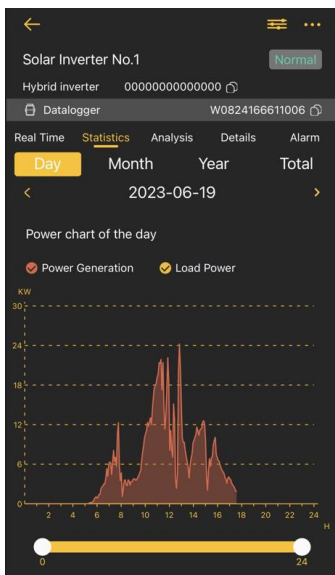 Solar Inverter No.1 Normal
Hybrid inverter 00000000000000
Datalogger W0824166611006
Real Time Statistics Analysis Details Alarm
Day Month Year Total
< 2023-06-19 >
Power chart of the day
Power Generation Load Power
KW
30
24
18
12
6
0
2 4 6 8 10 12 14 16 18 20 22 24
H
0 24